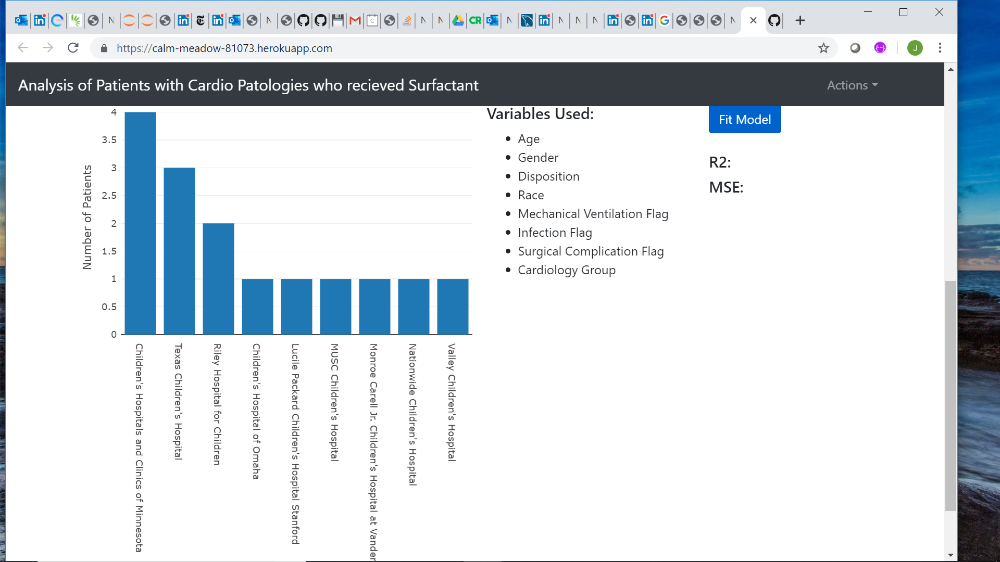 https://calm-meadow-81073.herokuapp.com
J
Analysis of Patients with Cardio Patologies who recieved Surfactant
Actions
Number of Patients
4
3.5
3
2.5
2
1.5
1
0.5
0
Children's Hospitals and Clinics of Minnesota
Texas Children's Hospital
Riley Hospital for Children
Children's Hospital of Omaha
Lucile Packard Children's Hospital Stanford
MUSC Children's Hospital
Monroe Carell Jr. Children's Hospital at Vander
Nationwide Children's Hospital
Valley Children's Hospital
Variables Used:
Age
Gender
Disposition
Race
Mechanical Ventilation Flag
Infection Flag
Surgical Complication Flag
Cardiology Group
Fit Model
R2:
MSE: